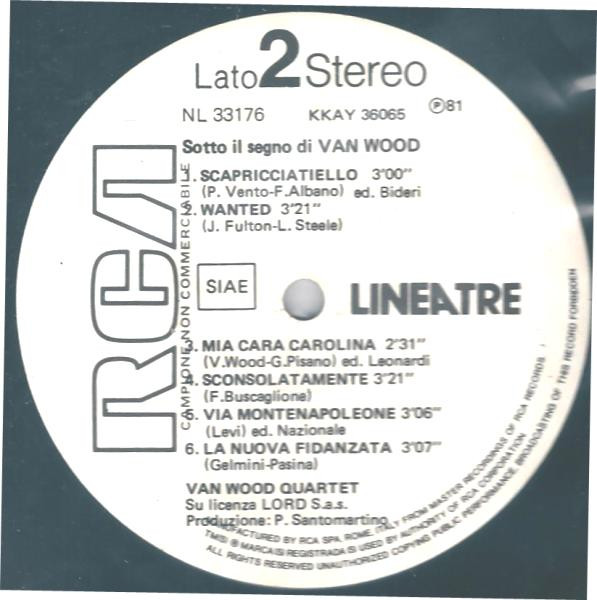 Lato 2 Stereo
NL 33176 KKAY 36065 Ⓟ81
Sotto il segno di VAN WOOD
1. SCAPRICCIATIELLO 3'00"
(P. Vento-F. Albano) ed. Bideri
2. WANTED 3'21"
(J. Fulton-L. Steele)
RCA
CAMPIONE NON COMMERCIABILE
SIAE
LINEATRE
3. MIA CARA CAROLINA 2'31"
(V. Wood-G. Pisano) ed. Leonardi
4. SCONSOLATAMENTE 3'21"
(F. Buscaglione)
5. VIA MONTENAPOLEONE 3'06"
(Levi) ed. Nazionale
6. LA NUOVA FIDANZATA 3'07"
(Gelmini-Pasina)
VAN WOOD QUARTET
Su licenza LORD S.a.s.
Produzione: P. Santomartino
MANUFACTURED BY RCA SPA, ROME, ITALY FROM MASTER RECORDINGS OF RCA RECORDS
TM(S) ® MARCA(S) REGISTRADA(S) USED BY AUTHORITY OF RCA CORPORATION
ALL RIGHTS RESERVED UNAUTHORIZED COPYING PUBLIC PERFORMANCE BROADCASTING OF THIS RECORD FORBIDDEN